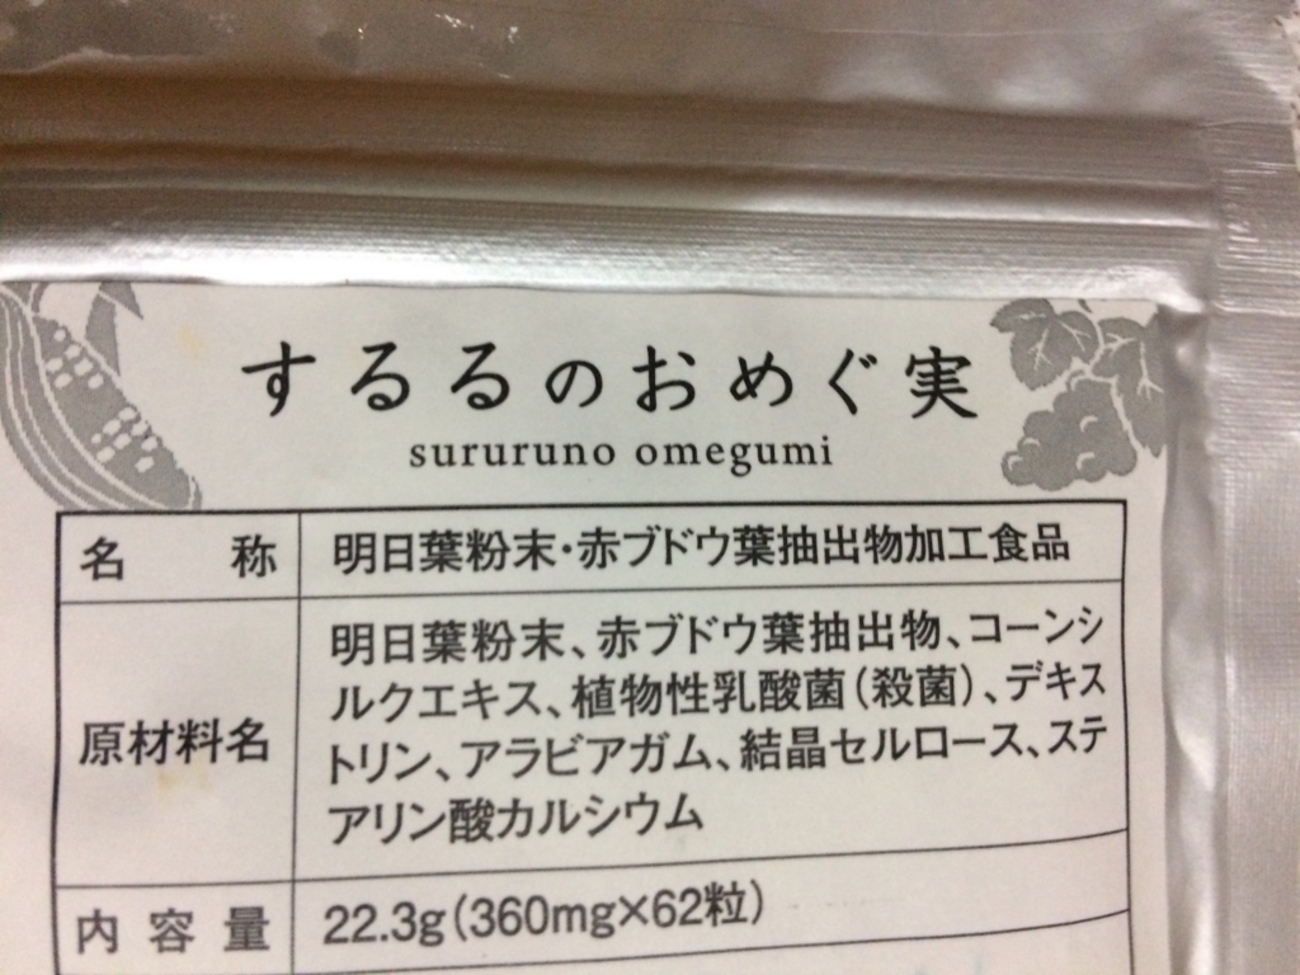 するるのおめぐ実
sururuno omegumi
名称 明日葉粉末・赤ブドウ葉抽出物加工食品
原材料名 明日葉粉末、赤ブドウ葉抽出物、コーンシ
ルクエキス、植物性乳酸菌（殺菌）、デキス
トリン、アラビアガム、結晶セルロース、ステ
アリン酸カルシウム
内容量 22.3g（360mg×62粒）